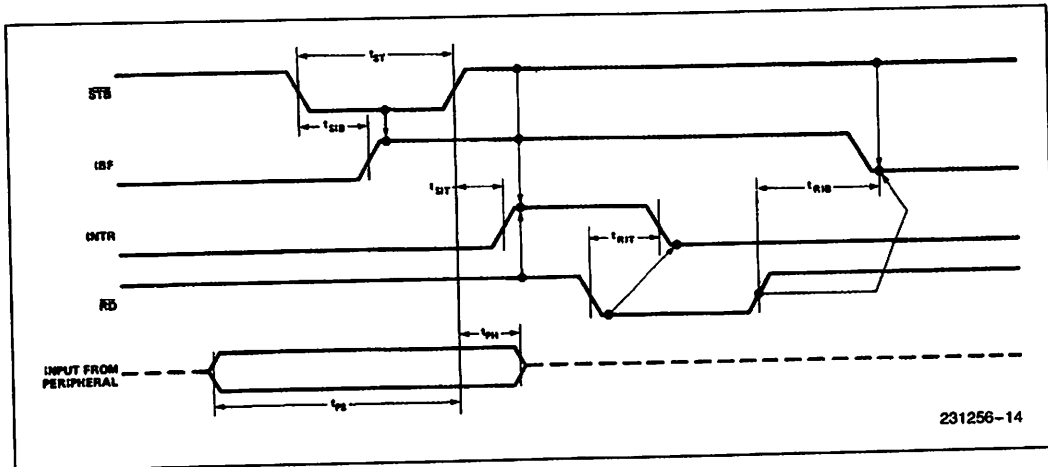 tST
STB
tSIB
IBF
tSIT
tRIB
INTR
tRIT
RD
tPH
INPUT FROM
PERIPHERAL
tPS
231256-14